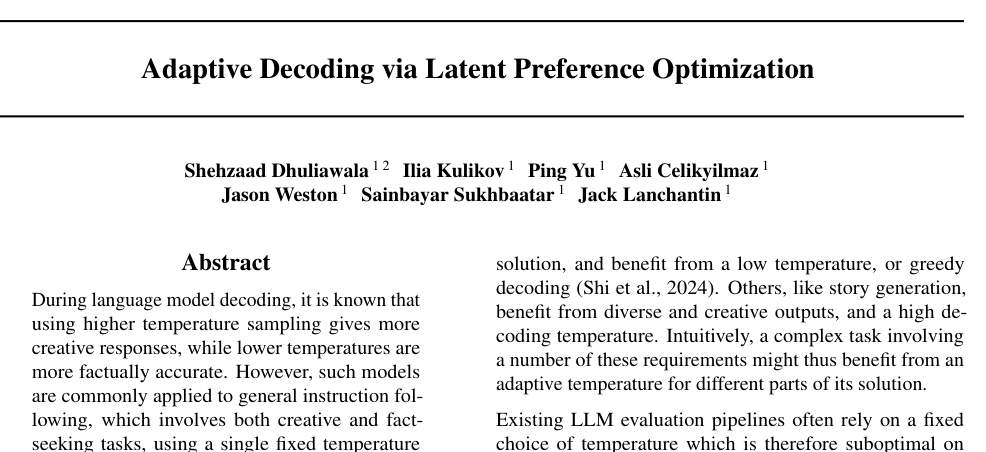 Adaptive Decoding via Latent Preference Optimization
Shehzaad Dhuliawala 1 2 Ilia Kulikov 1 Ping Yu 1 Asli Celikyilmaz 1
Jason Weston 1 Sainbayar Sukhbaatar 1 Jack Lanchantin 1
Abstract
During language model decoding, it is known that
using higher temperature sampling gives more
creative responses, while lower temperatures are
more factually accurate. However, such models
are commonly applied to general instruction fol-
lowing, which involves both creative and fact-
seeking tasks, using a single fixed temperature
solution, and benefit from a low temperature, or greedy
decoding (Shi et al., 2024). Others, like story generation,
benefit from diverse and creative outputs, and a high de-
coding temperature. Intuitively, a complex task involving
a number of these requirements might thus benefit from an
adaptive temperature for different parts of its solution.
Existing LLM evaluation pipelines often rely on a fixed
choice of temperature which is therefore suboptimal on